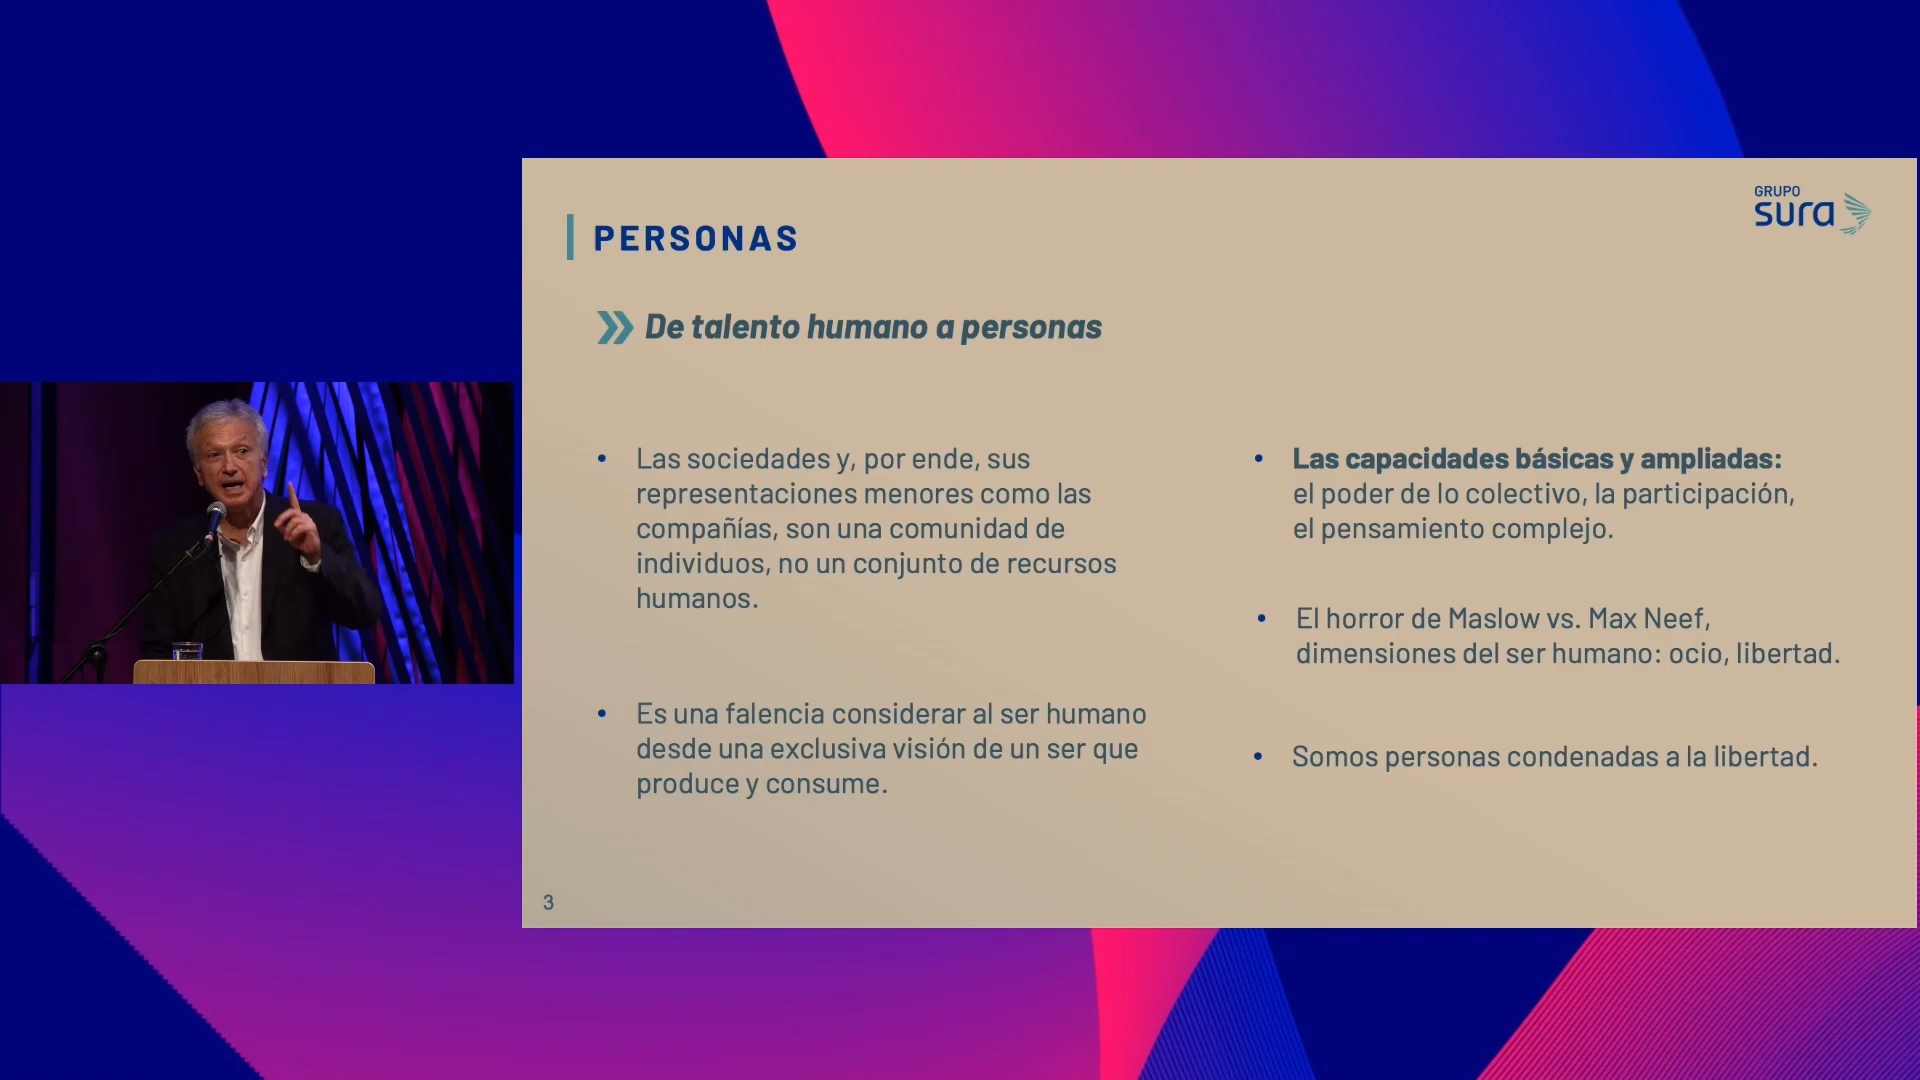 GRUPO
sura
PERSONAS
De talento humano a personas
Las sociedades y, por ende, sus
representaciones menores como las
compañías, son una comunidad de
individuos, no un conjunto de recursos
humanos.
Es una falencia considerar al ser humano
desde una exclusiva visión de un ser que
produce y consume.
Las capacidades básicas y ampliadas:
el poder de lo colectivo, la participación,
el pensamiento complejo.
El horror de Maslow vs. Max Neef,
dimensiones del ser humano: ocio, libertad.
Somos personas condenadas a la libertad.
3